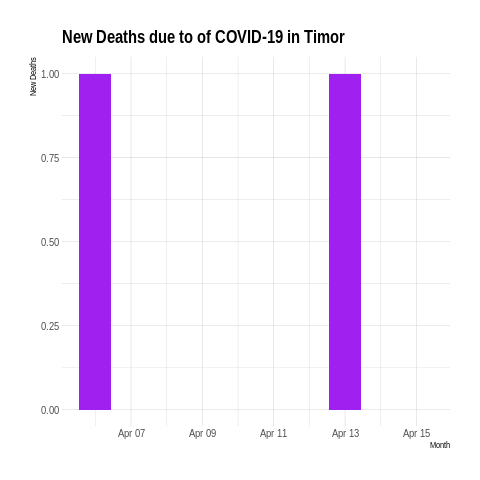 New Deaths due to of COVID-19 in Timor
New Deaths
1.00
0.75
0.50
0.25
0.00
Apr 07 Apr 09 Apr 11 Apr 13 Apr 15
Month